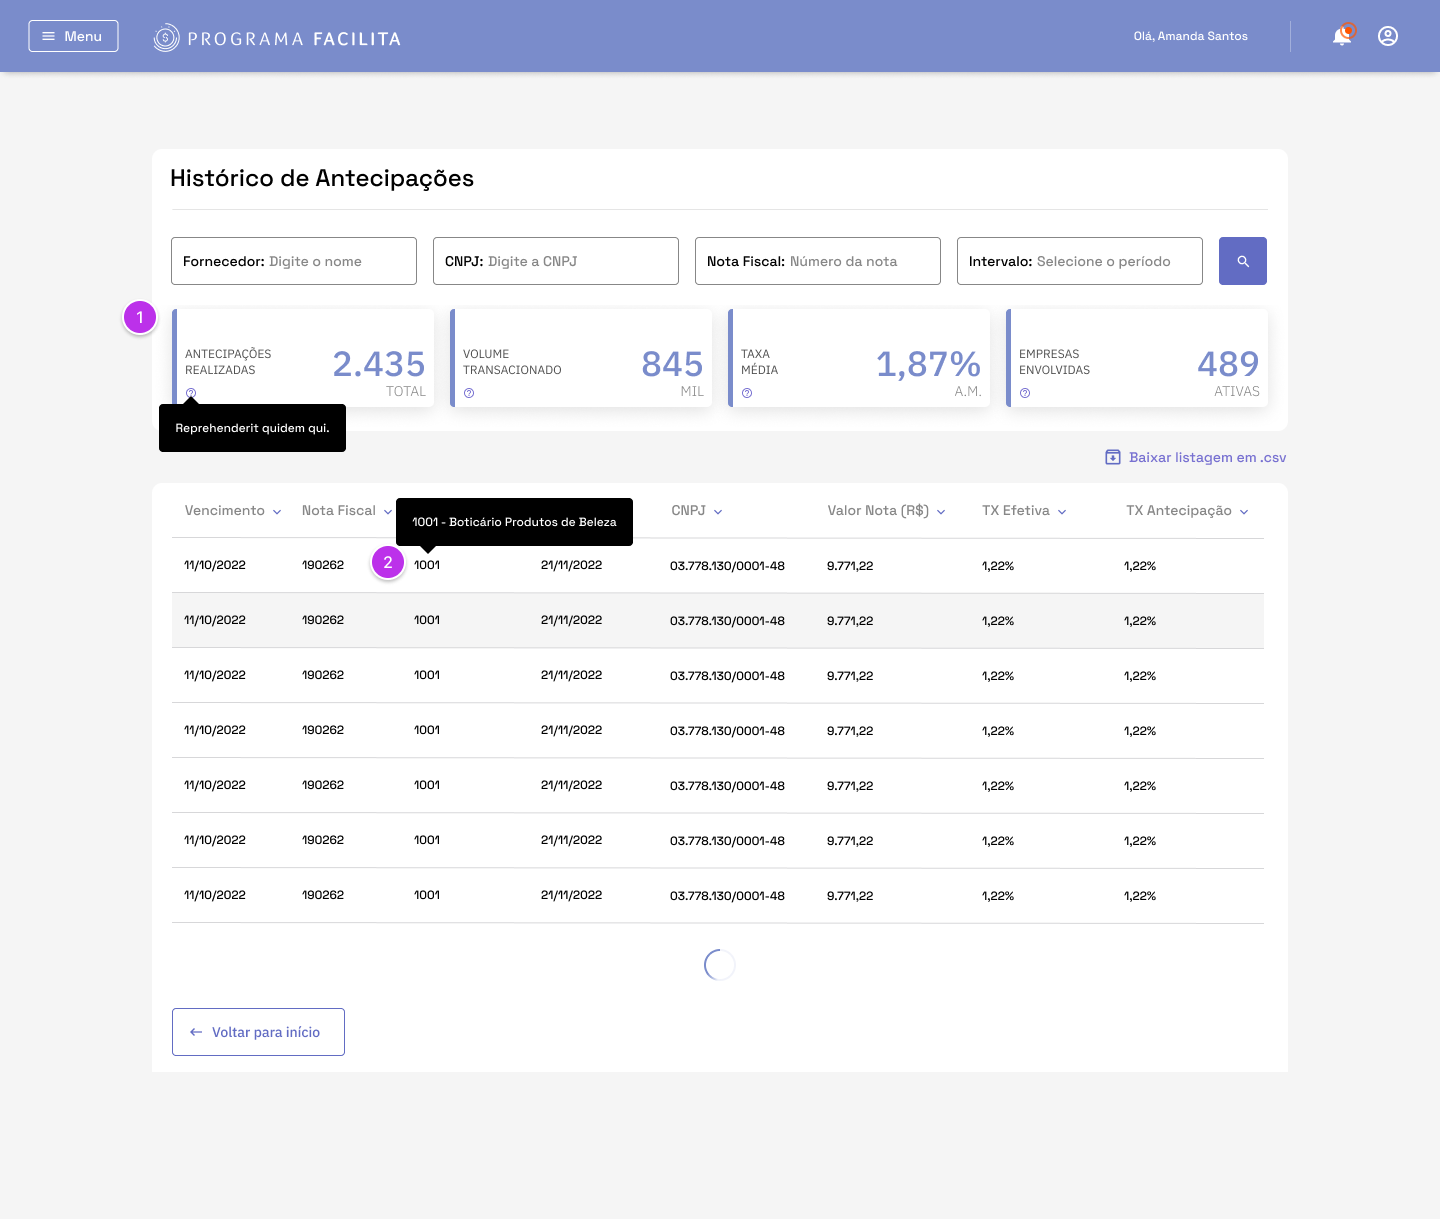 Menu
PROGRAMA FACILITA
Olá, Amanda Santos
Histórico de Antecipações
Fornecedor: Digite o nome
CNPJ: Digite a CNPJ
Nota Fiscal: Número da nota
Intervalo: Selecione o período
1
ANTECIPAÇÕES REALIZADAS
2.435
TOTAL
VOLUME TRANSACIONADO
845
MIL
TAXA MÉDIA
1,87%
A.M.
EMPRESAS ENVOLVIDAS
489
ATIVAS
Reprehenderit quidem qui.
Baixar listagem em .csv
Vencimento Nota Fiscal CNPJ Valor Nota (R$) TX Efetiva TX Antecipação
1001 - Boticário Produtos de Beleza
2
11/10/2022 190262 1001 21/11/2022 03.778.130/0001-48 9.771,22 1,22% 1,22%
11/10/2022 190262 1001 21/11/2022 03.778.130/0001-48 9.771,22 1,22% 1,22%
11/10/2022 190262 1001 21/11/2022 03.778.130/0001-48 9.771,22 1,22% 1,22%
11/10/2022 190262 1001 21/11/2022 03.778.130/0001-48 9.771,22 1,22% 1,22%
11/10/2022 190262 1001 21/11/2022 03.778.130/0001-48 9.771,22 1,22% 1,22%
11/10/2022 190262 1001 21/11/2022 03.778.130/0001-48 9.771,22 1,22% 1,22%
11/10/2022 190262 1001 21/11/2022 03.778.130/0001-48 9.771,22 1,22% 1,22%
Voltar para início